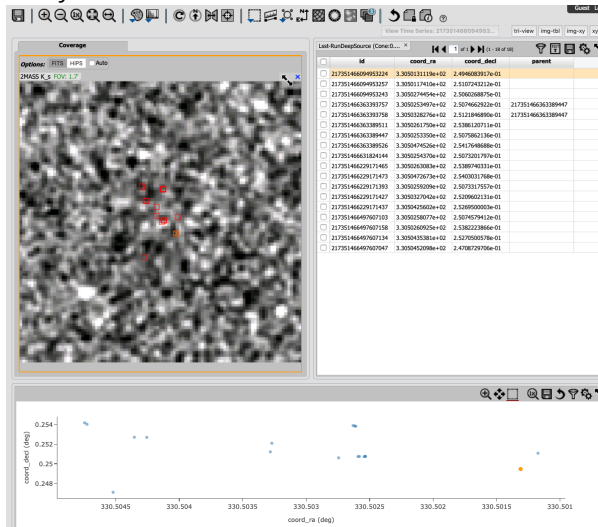 Guest
View Time Series: 217351466094953...
tri-view img-tbl img-xy xy
Coverage
Options: FITS HiPS Auto
2MASS K_s FOV: 1.7'
Lsst-RunDeepSource (Cone:0.... ×
1 of 1 (1 - 18 of 18)
id coord_ra coord_decl parent
217351466094953224 3.3050131119e+02 2.4946083917e-01
217351466094953257 3.3050117410e+02 2.5107243212e-01
217351466094953243 3.3050274454e+02 2.5060268875e-01
217351466363393757 3.3050253497e+02 2.5074662922e-01 217351466363389447
217351466363393758 3.3050328276e+02 2.5121846890e-01 217351466363389447
217351466363389511 3.3050261750e+02 2.5386120711e-01
217351466363389447 3.3050253350e+02 2.5075862136e-01
217351466363389526 3.3050474526e+02 2.5417648688e-01
217351466631824144 3.3050254370e+02 2.5073201797e-01
217351466229171465 3.3050263083e+02 2.5389740331e-01
217351466229171473 3.3050472673e+02 2.5403031768e-01
217351466229171393 3.3050259209e+02 2.5073317557e-01
217351466229171427 3.3050327042e+02 2.5209602131e-01
217351466229171437 3.3050425602e+02 2.5269500003e-01
217351466497607103 3.3050258077e+02 2.5074579412e-01
217351466497607158 3.3050260925e+02 2.5382223866e-01
217351466497607134 3.3050435381e+02 2.5270500578e-01
217351466497607047 3.3050452098e+02 2.4708729706e-01
coord_decl (deg)
0.254
0.252
0.25
0.248
330.5045 330.504 330.5035 330.503 330.5025 330.502 330.5015 330.501
coord_ra (deg)